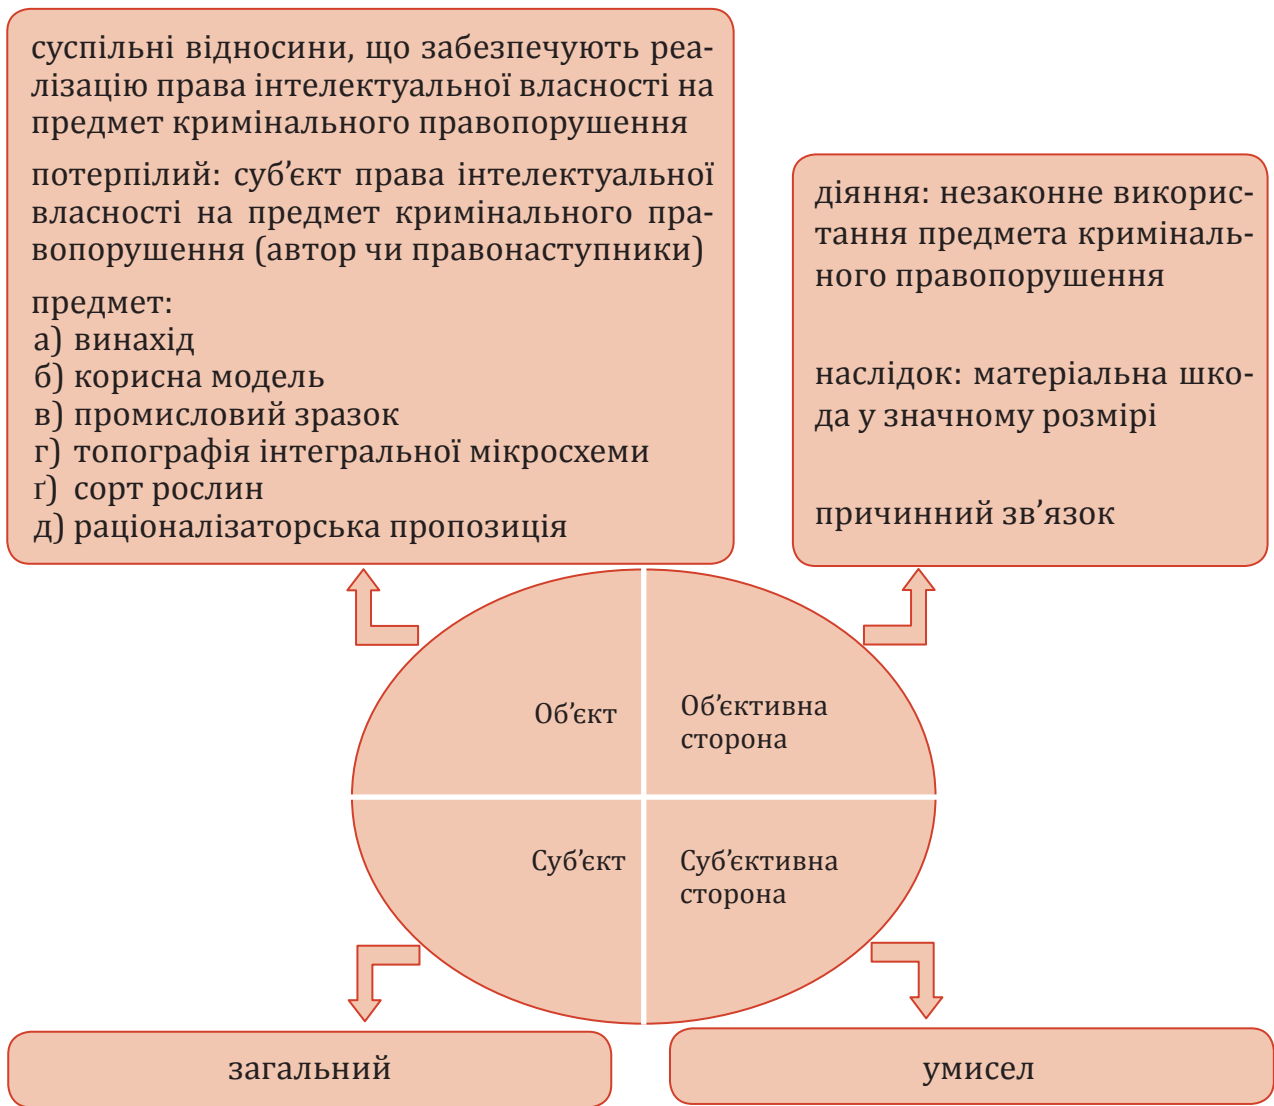 суспільні відносини, що забезпечують реа-
лізацію права інтелектуальної власності на
предмет кримінального правопорушення
потерпілий: суб’єкт права інтелектуальної
власності на предмет кримінального пра-
вопорушення (автор чи правонаступники)
предмет:
а) винахід
б) корисна модель
в) промисловий зразок
г) топографія інтегральної мікросхеми
ґ) сорт рослин
д) раціоналізаторська пропозиція
діяння: незаконне викорис-
тання предмета криміналь-
ного правопорушення
наслідок: матеріальна шко-
да у значному розмірі
причинний зв’язок
Об’єкт
Об’єктивна
сторона
Суб’єкт
Суб’єктивна
сторона
загальний
умисел